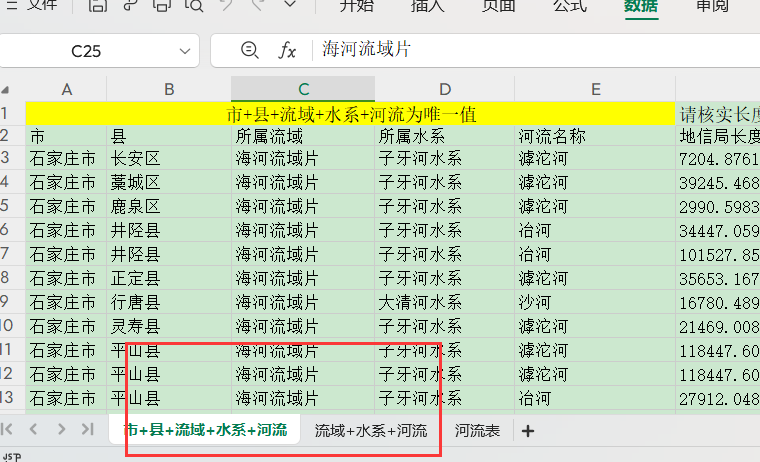 文件 开始 插入 页面 公式 数据 审阅
C25 fx 海河流域片
A B C D E
1 市+县+流域+水系+河流为唯一值 请核实长度
2 市 县 所属流域 所属水系 河流名称 地信局长度
3 石家庄市 长安区 海河流域片 子牙河水系 滹沱河 7204.8761
4 石家庄市 藁城区 海河流域片 子牙河水系 滹沱河 39245.468
5 石家庄市 鹿泉区 海河流域片 子牙河水系 滹沱河 2990.5983
6 石家庄市 井陉县 海河流域片 子牙河水系 冶河 34447.059
7 石家庄市 井陉县 海河流域片 子牙河水系 冶河 101527.85
8 石家庄市 正定县 海河流域片 子牙河水系 滹沱河 35653.167
9 石家庄市 行唐县 海河流域片 大清河水系 沙河 16780.489
10 石家庄市 灵寿县 海河流域片 子牙河水系 滹沱河 21469.008
11 石家庄市 平山县 海河流域片 子牙河水系 滹沱河 118447.60
12 石家庄市 平山县 海河流域片 子牙河水系 滹沱河 118447.60
13 石家庄市 平山县 海河流域片 子牙河水系 冶河 27912.048
市+县+流域+水系+河流 流域+水系+河流 河流表 +